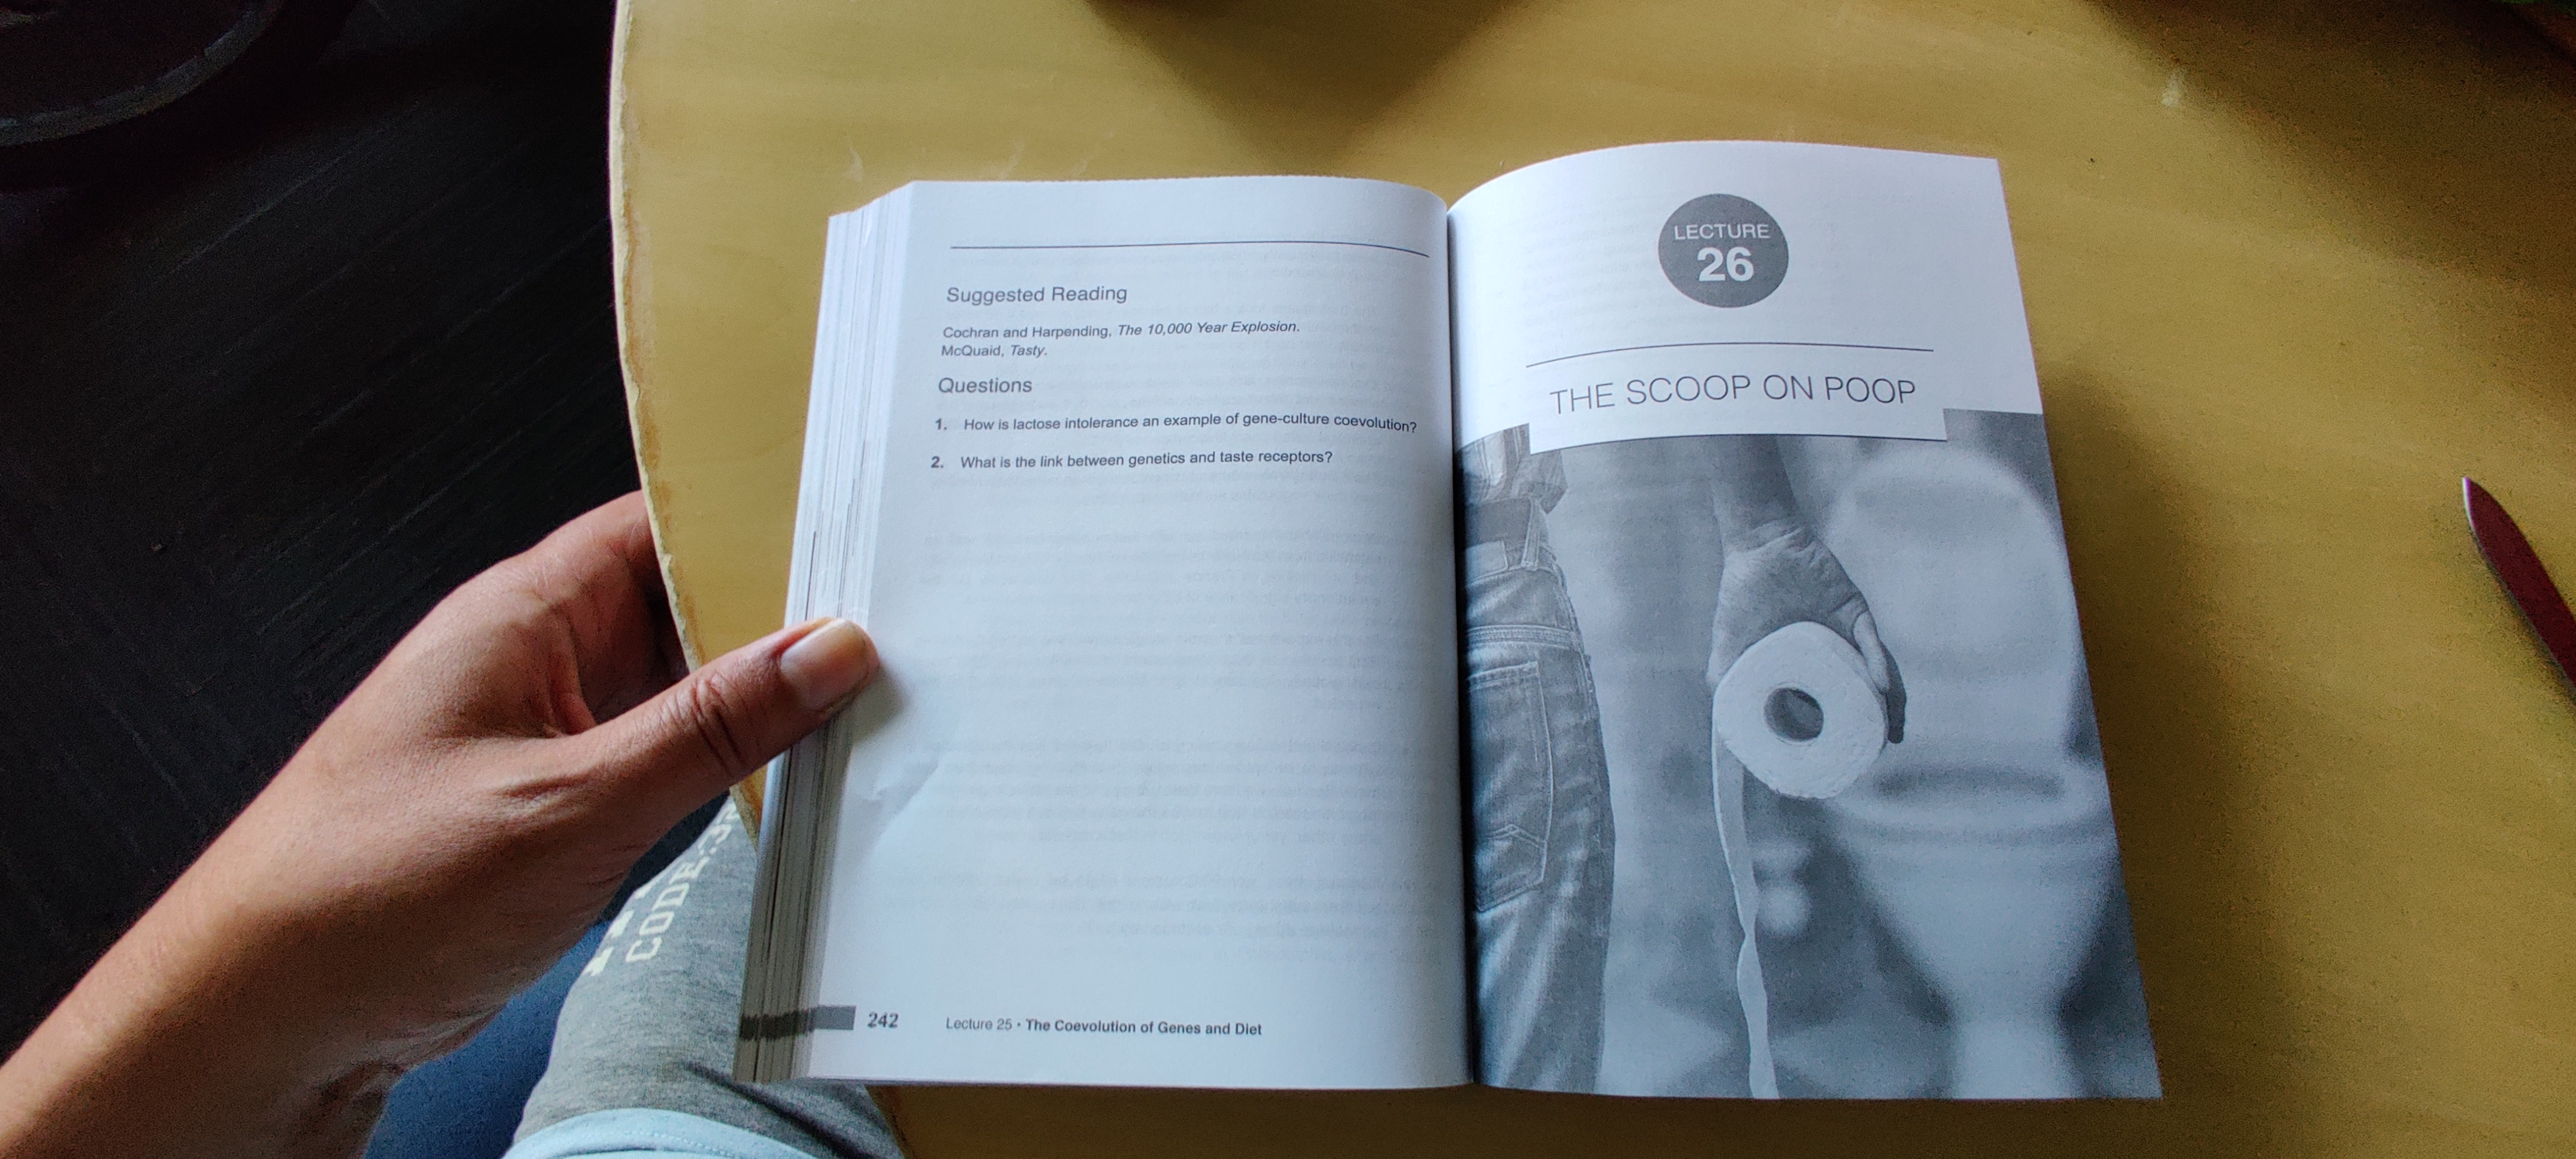 Suggested Reading
Cochran and Harpending, The 10,000 Year Explosion.
McQuaid, Tasty.
Questions
1. How is lactose intolerance an example of gene-culture coevolution?
2. What is the link between genetics and taste receptors?
242 Lecture 25 • The Coevolution of Genes and Diet
LECTURE
26
THE SCOOP ON POOP
CODE